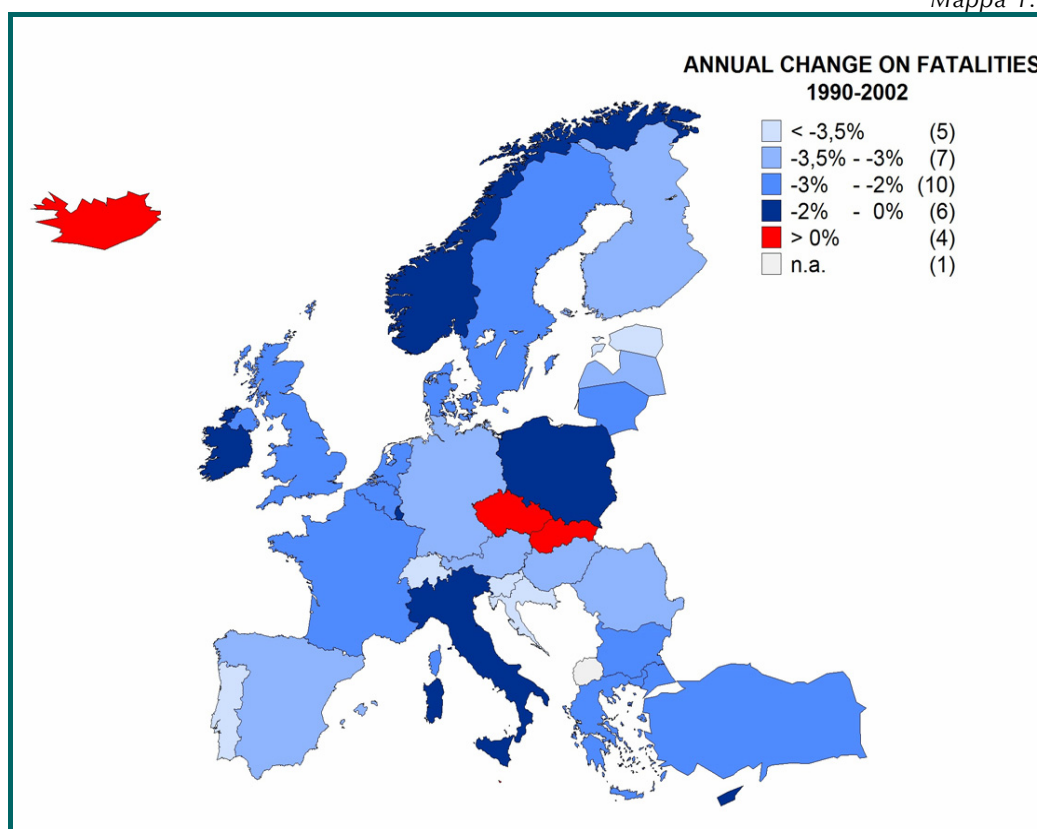 Mappa 1.
ANNUAL CHANGE ON FATALITIES
1990-2002
< -3,5% (5)
-3,5% - -3% (7)
-3% - -2% (10)
-2% - 0% (6)
> 0% (4)
n.a. (1)